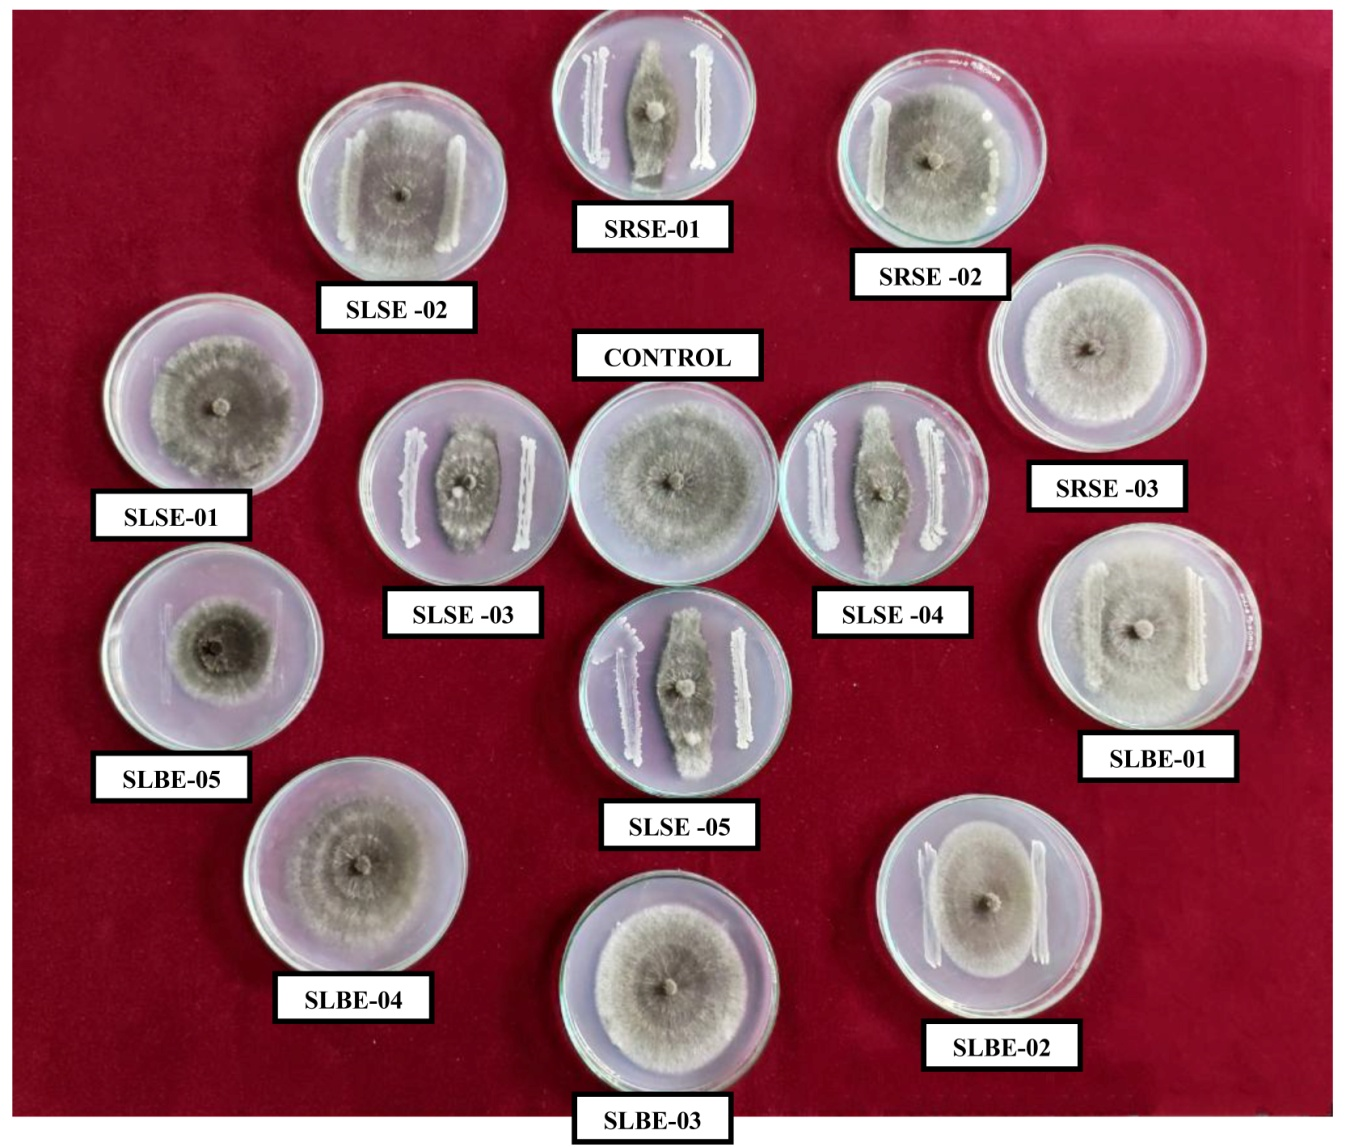 SRSE-01
SRSE -02
SLSE -02
CONTROL
SRSE -03
SLSE-01
SLSE -03
SLSE -04
SLBE-01
SLBE-05
SLSE -05
SLBE-04
SLBE-02
SLBE-03